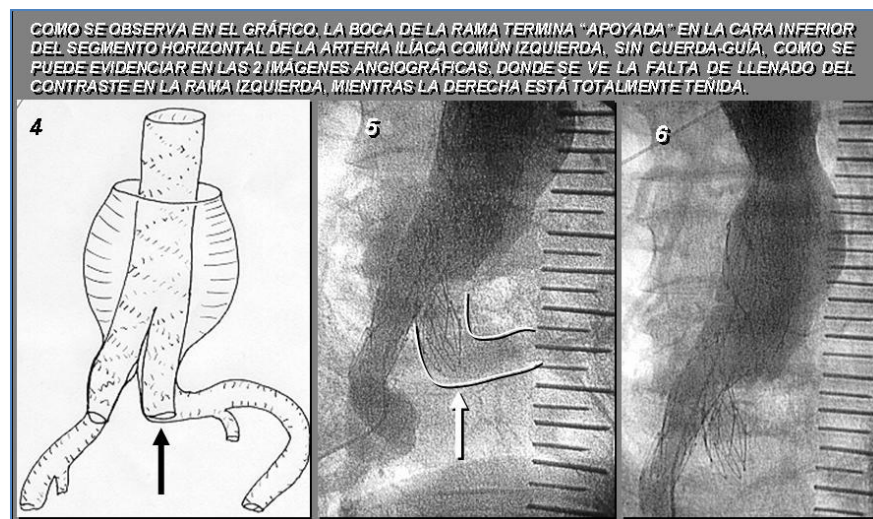 COMO SE OBSERVA EN EL GRÁFICO, LA BOCA DE LA RAMA TERMINA “APOYADA” EN LA CARA INFERIOR
DEL SEGMENTO HORIZONTAL DE LA ARTERIA ILÍACA COMÚN IZQUIERDA, SIN CUERDA-GUÍA, COMO SE
PUEDE EVIDENCIAR EN LAS 2 IMÁGENES ANGIOGRÁFICAS, DONDE SE VE LA FALTA DE LLENADO DEL
CONTRASTE EN LA RAMA IZQUIERDA, MIENTRAS LA DERECHA ESTÁ TOTALMENTE TEÑIDA.
4
5
6